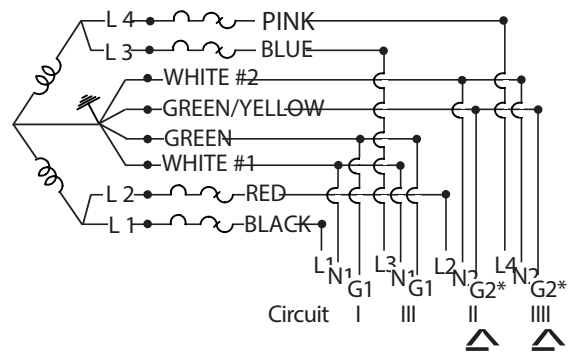 L 4 PINK
L 3 BLUE
WHITE #2
GREEN/YELLOW
GREEN
WHITE #1
L 2 RED
L 1 BLACK
L1 N1 G1 L3 N1 G1 L2 N2 G2* L4 N2 G2*
Circuit I III II IIII